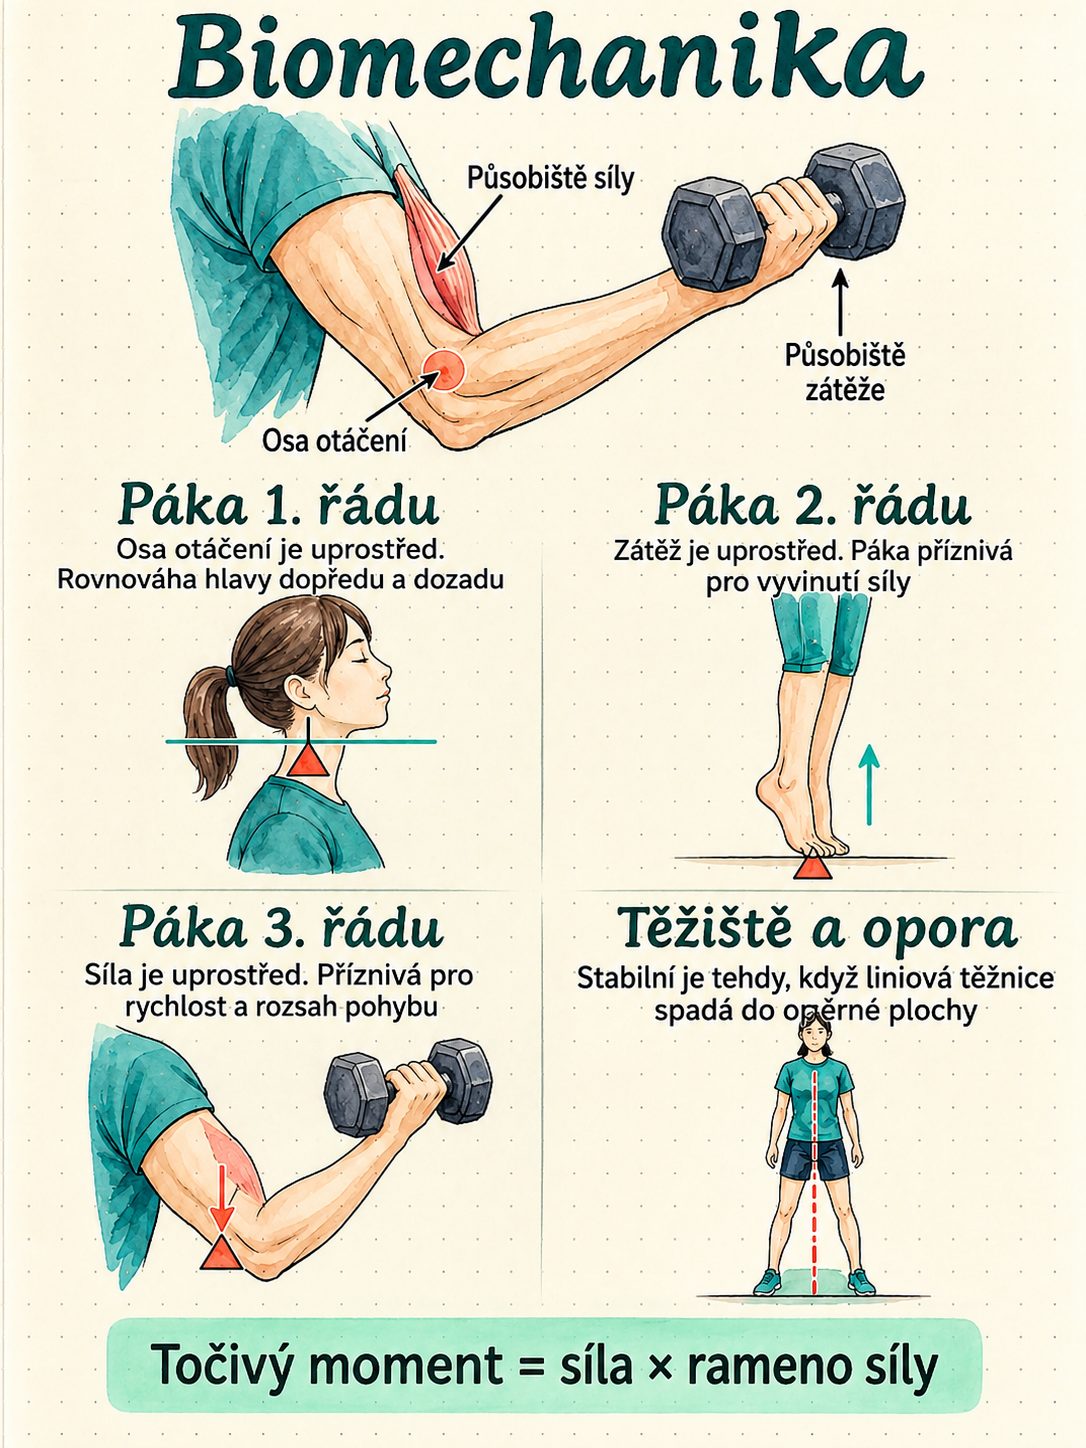 Biomechanika
Působiště síly
Působiště
zátěže
Osa otáčení
Páka 1. řádu
Osa otáčení je uprostřed.
Rovnováha hlavy dopředu a dozadu
Páka 2. řádu
Zátěž je uprostřed. Páka příznivá
pro vyvinutí síly
Páka 3. řádu
Síla je uprostřed. Příznivá pro
rychlost a rozsah pohybu
Těžiště a opora
Stabilní je tehdy, když liniová těžnice
spadá do opěrné plochy
Točivý moment = síla × rameno síly